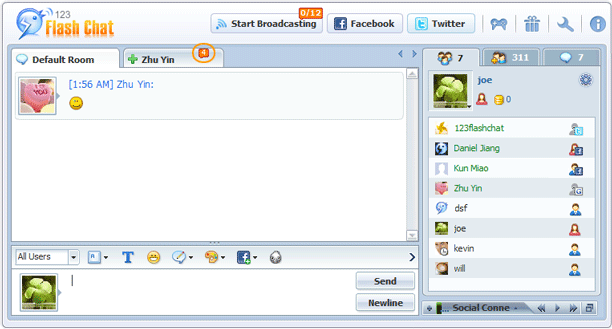 123
Flash Chat
Start Broadcasting
0/12
Facebook
Twitter
Default Room
Zhu Yin
4
[1:56 AM] Zhu Yin:
7
311
7
joe
0
123flashchat
Daniel Jiang
Kun Miao
Zhu Yin
dsf
joe
kevin
will
All Users
T
Send
Newline
... Social Conne